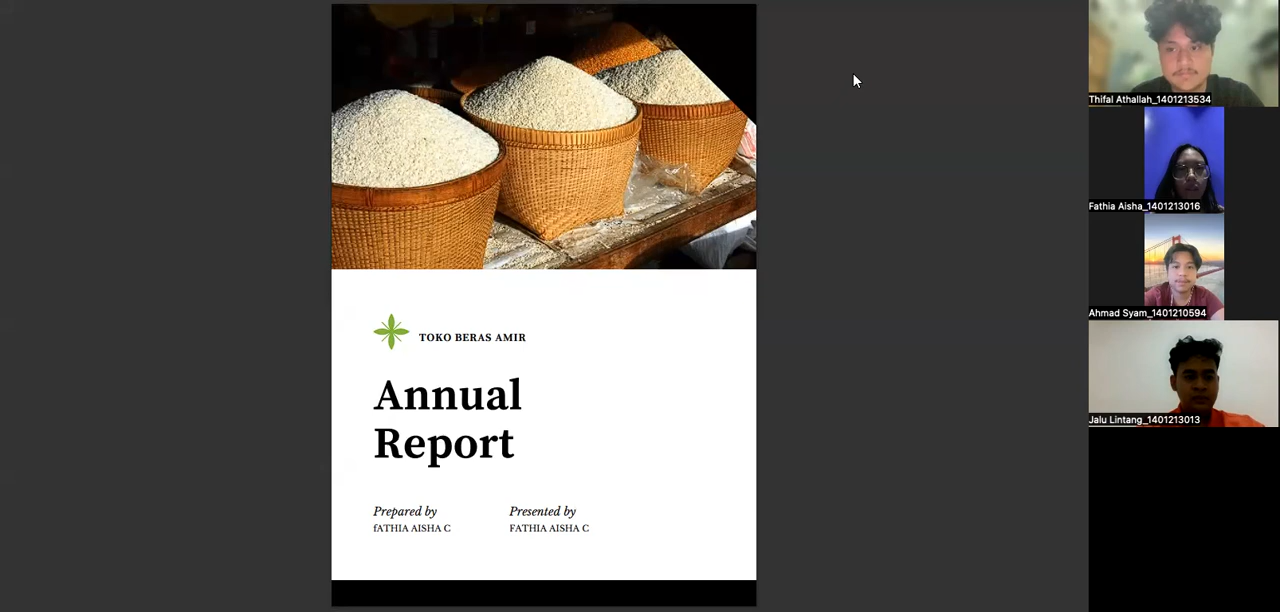 TOKO BERAS AMIR
Annual
Report
Prepared by
fATHIA AISHA C
Presented by
FATHIA AISHA C
Thifal Athallah_1401213534
Fathia Aisha_1401213016
Ahmad Syam_1401210594
Jalu Lintang_1401213013